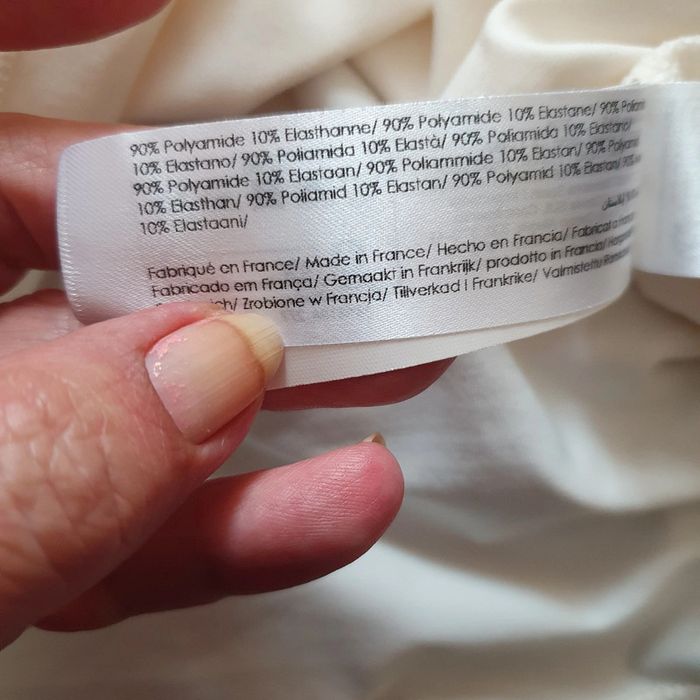 90% Polyamide 10% Elasthanne/ 90% Polyamide 10% Elastane/ 90%
10% Elastano/ 90% Poliamida 10% Elastà/ 90% Poliamida 10% Elastano/
90% Polyamide 10% Elastaan/ 90% Poliammide 10% Elastan/ 90%
10% Elasthan/ 90% Poliamid 10% Elastan/ 90% Polyamid 10% Elastan/
10% Elastaani/
Fabriqué en France/ Made in France/ Hecho en Francia/ Fabricat a
Fabricado em França/ Gemaakt in Frankrijk/ prodotto in Francia/
Zrobione w Francja/ Tillverkad I Frankrike/ Valmistettu